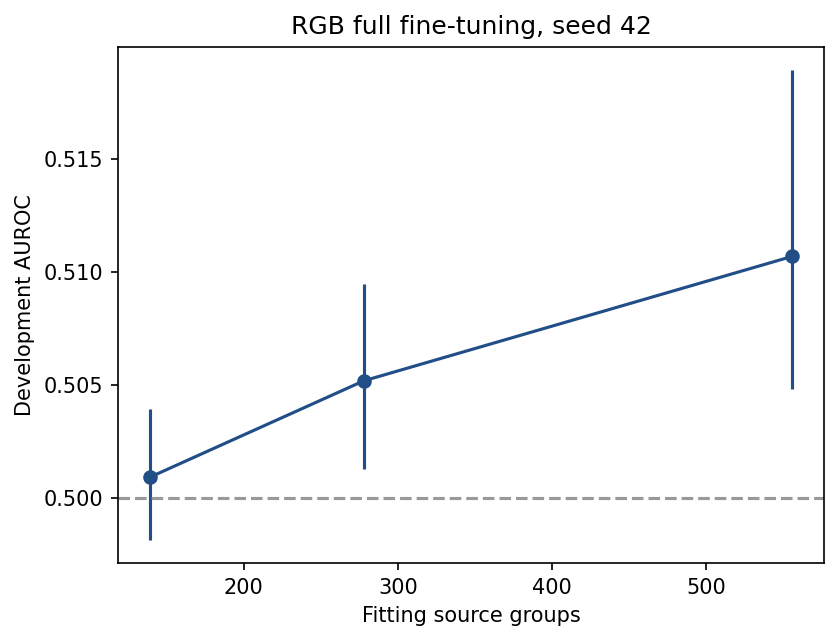 RGB full fine-tuning, seed 42
Development AUROC
0.515
0.510
0.505
0.500
200 300 400 500
Fitting source groups